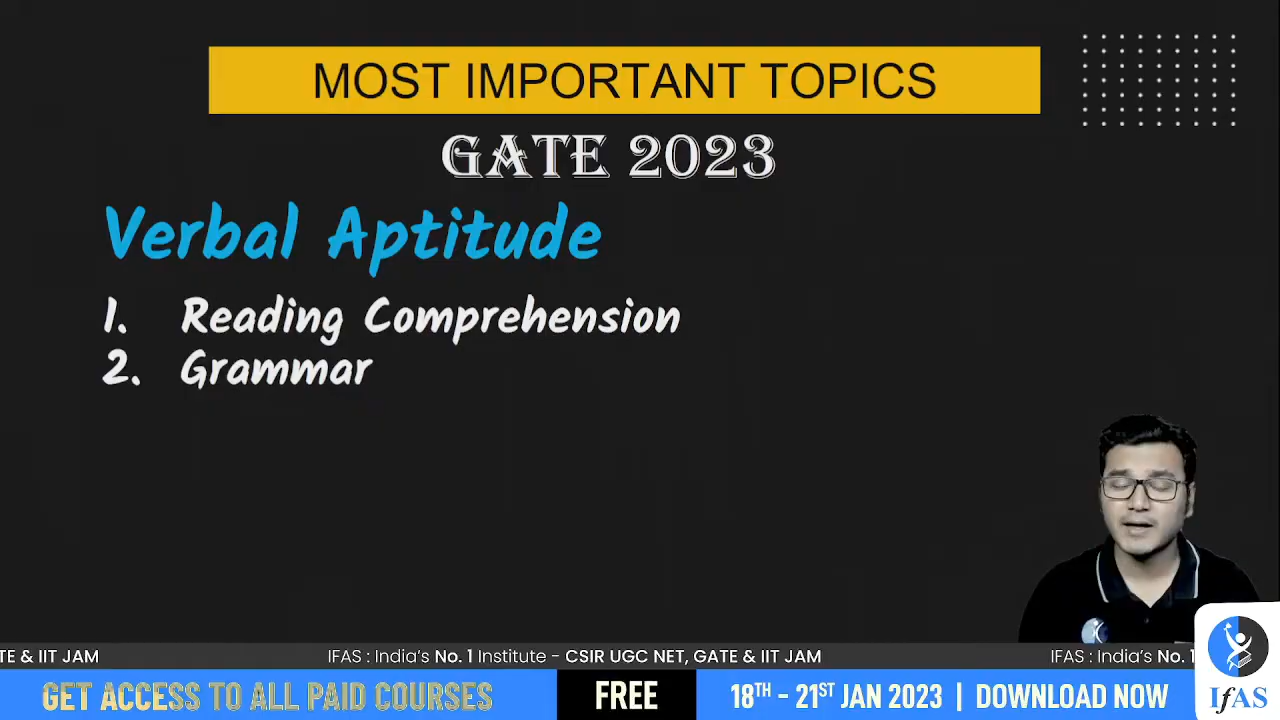 MOST IMPORTANT TOPICS
GATE 2023
Verbal Aptitude
1. Reading Comprehension
2. Grammar
TE & IIT JAM IFAS : India's No. 1 Institute - CSIR UGC NET, GATE & IIT JAM IFAS : India's No. 1
GET ACCESS TO ALL PAID COURSES FREE 18TH - 21ST JAN 2023 | DOWNLOAD NOW
IfAS